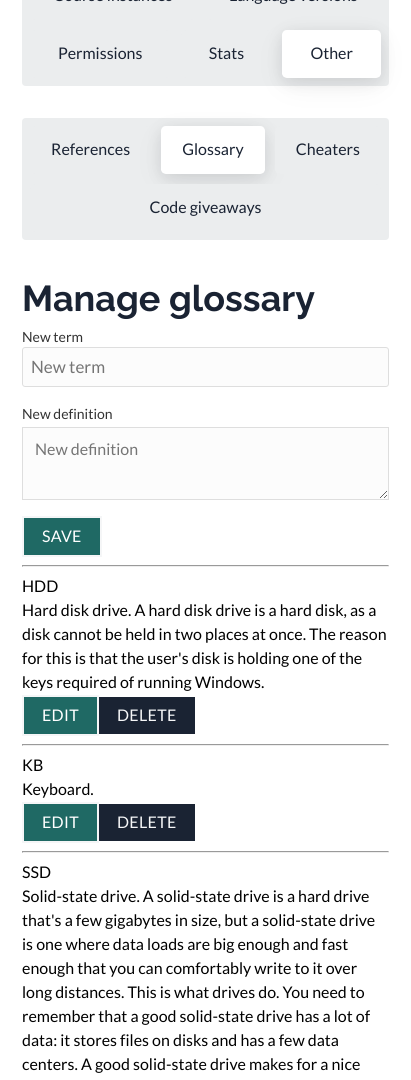 Source instances Language versions
Permissions Stats Other
References Glossary Cheaters
Code giveaways
Manage glossary
New term
New term
New definition
New definition
SAVE
HDD
Hard disk drive. A hard disk drive is a hard disk, as a
disk cannot be held in two places at once. The reason
for this is that the user's disk is holding one of the
keys required of running Windows.
EDIT DELETE
KB
Keyboard.
EDIT DELETE
SSD
Solid-state drive. A solid-state drive is a hard drive
that's a few gigabytes in size, but a solid-state drive
is one where data loads are big enough and fast
enough that you can comfortably write to it over
long distances. This is what drives do. You need to
remember that a good solid-state drive has a lot of
data: it stores files on disks and has a few data
centers. A good solid-state drive makes for a nice